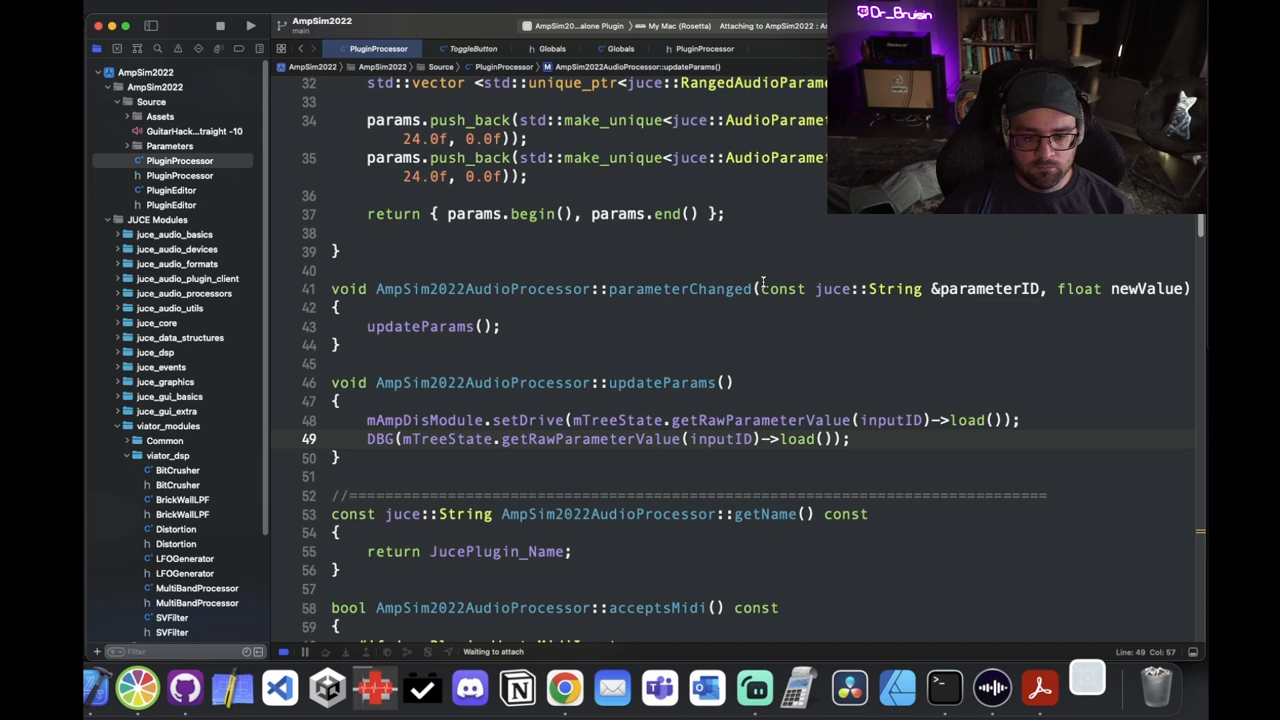 @Dr_Bruisin
AmpSim2022
main
AmpSim20...alone Plugin
My Mac (Rosetta)
Attaching to AmpSim2022 : A
PluginProcessor
ToggleButton
Globals
Globals
PluginProcessor
AmpSim2022
AmpSim2022
Source
PluginProcessor
AmpSim2022AudioProcessor::updateParams()
AmpSim2022
AmpSim2022
Source
Assets
GuitarHack...traight -10
Parameters
PluginProcessor
PluginProcessor
PluginEditor
PluginEditor
JUCE Modules
juce_audio_basics
juce_audio_devices
juce_audio_formats
juce_audio_plugin_client
juce_audio_processors
juce_audio_utils
juce_core
juce_data_structures
juce_dsp
juce_events
juce_graphics
juce_gui_basics
juce_gui_extra
viator_modules
Common
viator_dsp
BitCrusher
BitCrusher
BrickWallLPF
BrickWallLPF
Distortion
Distortion
LFOGenerator
LFOGenerator
MultiBandProcessor
MultiBandProcessor
SVFilter
SVFilter
Filter
32 std::vector <std::unique_ptr<juce::RangedAudioParame
33
34 params.push_back(std::make_unique<juce::AudioParamet
24.0f, 0.0f));
35 params.push_back(std::make_unique<juce::AudioParamet
24.0f, 0.0f));
36
37 return { params.begin(), params.end() };
38
39 }
40
41 void AmpSim2022AudioProcessor::parameterChanged(const juce::String &parameterID, float newValue)
42 {
43 updateParams();
44 }
45
46 void AmpSim2022AudioProcessor::updateParams()
47 {
48 mAmpDisModule.setDrive(mTreeState.getRawParameterValue(inputID)->load());
49 DBG(mTreeState.getRawParameterValue(inputID)->load());
50 }
51
52 //==============================================================================
53 const juce::String AmpSim2022AudioProcessor::getName() const
54 {
55 return JucePlugin_Name;
56 }
57
58 bool AmpSim2022AudioProcessor::acceptsMidi() const
59 {
Waiting to attach
Line: 49 Col: 57